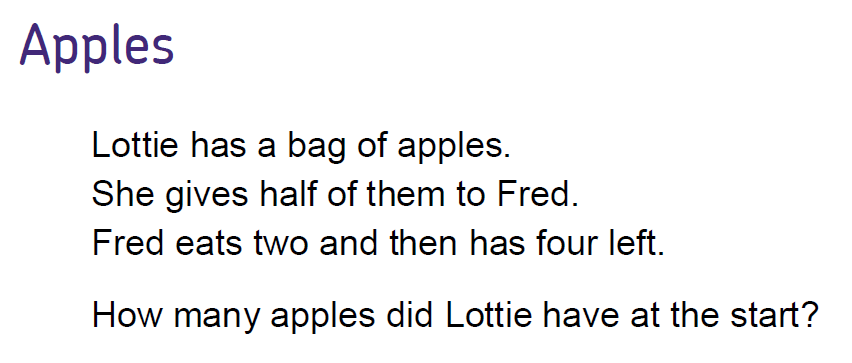 Apples
Lottie has a bag of apples.
She gives half of them to Fred.
Fred eats two and then has four left.
How many apples did Lottie have at the start?